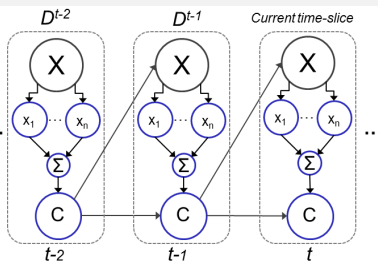 D^{t-2} D^{t-1} Current time-slice
X X X
x₁ ... xₙ x₁ ... xₙ x₁ ... xₙ
Σ Σ Σ
C C C
t-2 t-1 t